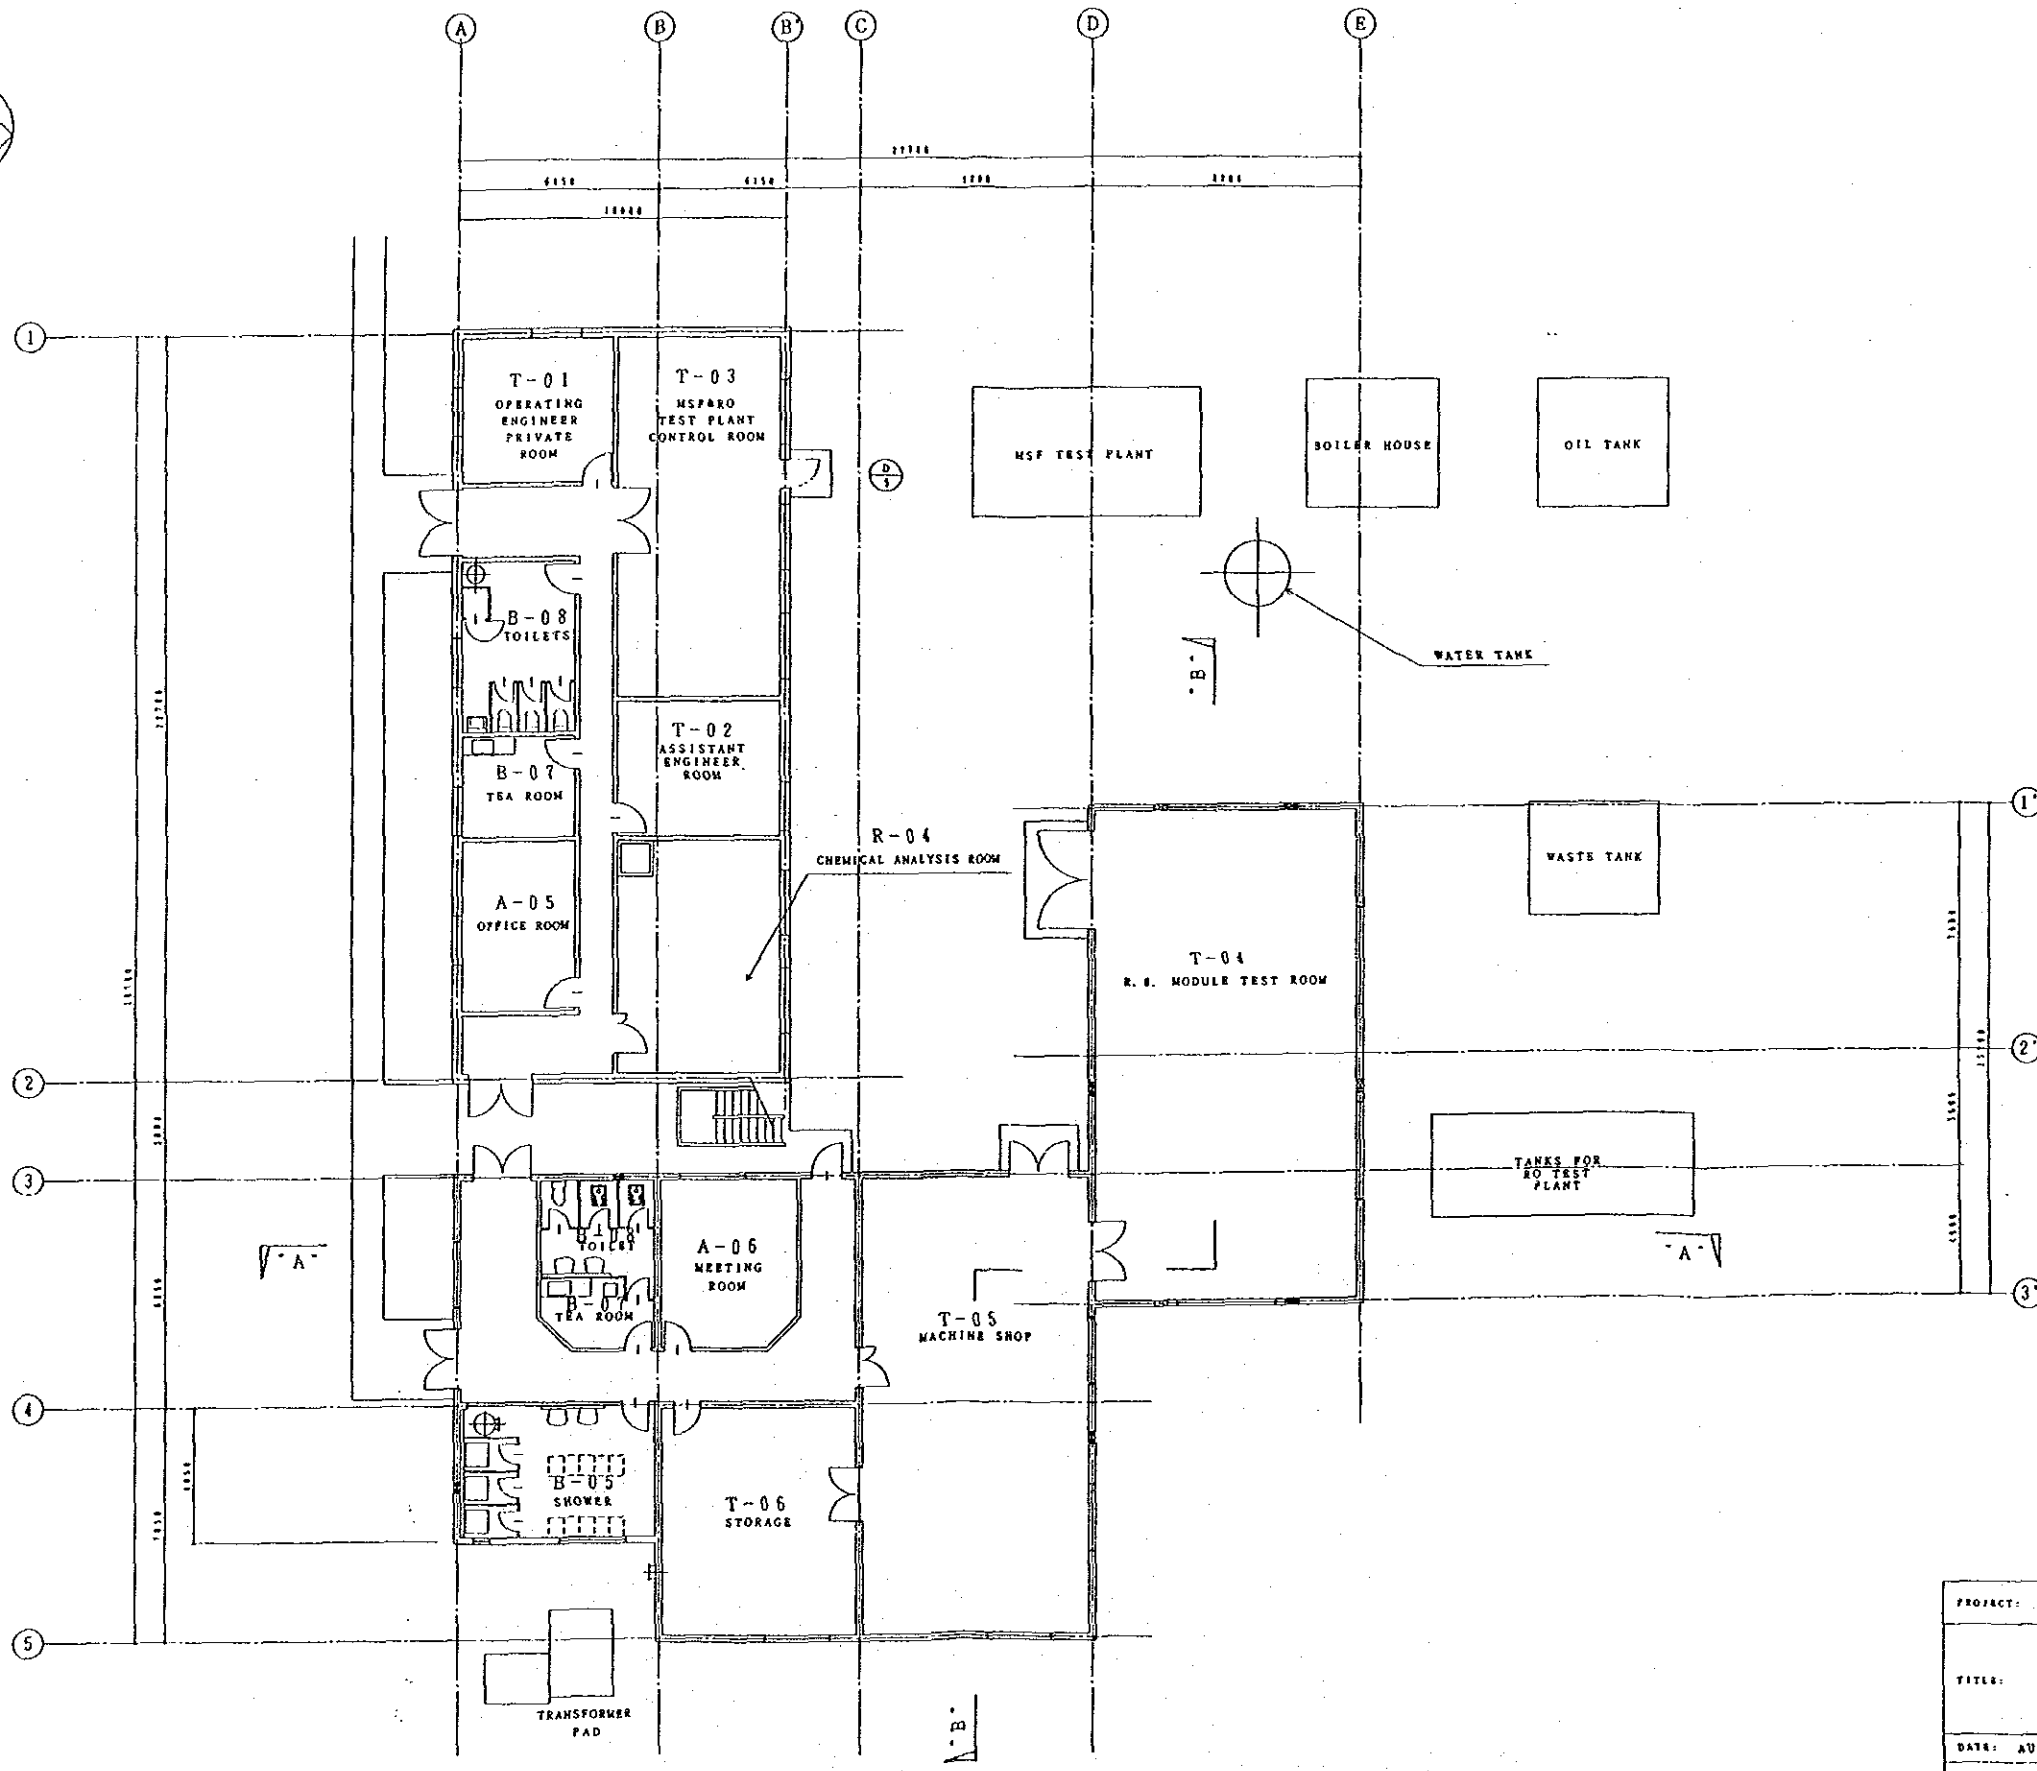 A B B' C D E
6150 6150
1
T-01
OPERATING
ENGINEER
PRIVATE
ROOM
T-03
MSF&RO
TEST PLANT
CONTROL ROOM
D
MSF TEST PLANT
BOILER HOUSE
OIL TANK
B-08
TOILETS
WATER TANK
"B"
T-02
ASSISTANT
ENGINEER
ROOM
B-07
TEA ROOM
1'
R-04
CHEMICAL ANALYSIS ROOM
WASTE TANK
A-05
OFFICE ROOM
T-04
R.O. MODULE TEST ROOM
2'
2
3
TANKS FOR
RO TEST
PLANT
TOILET
A-06
MEETING
ROOM
"A"
"A"
TEA ROOM
3'
T-05
MACHINE SHOP
4
B-05
SHOWER
T-06
STORAGE
5
TRANSFORMER
PAD
"B"
PROJECT:
TITLE:
DATE: AU